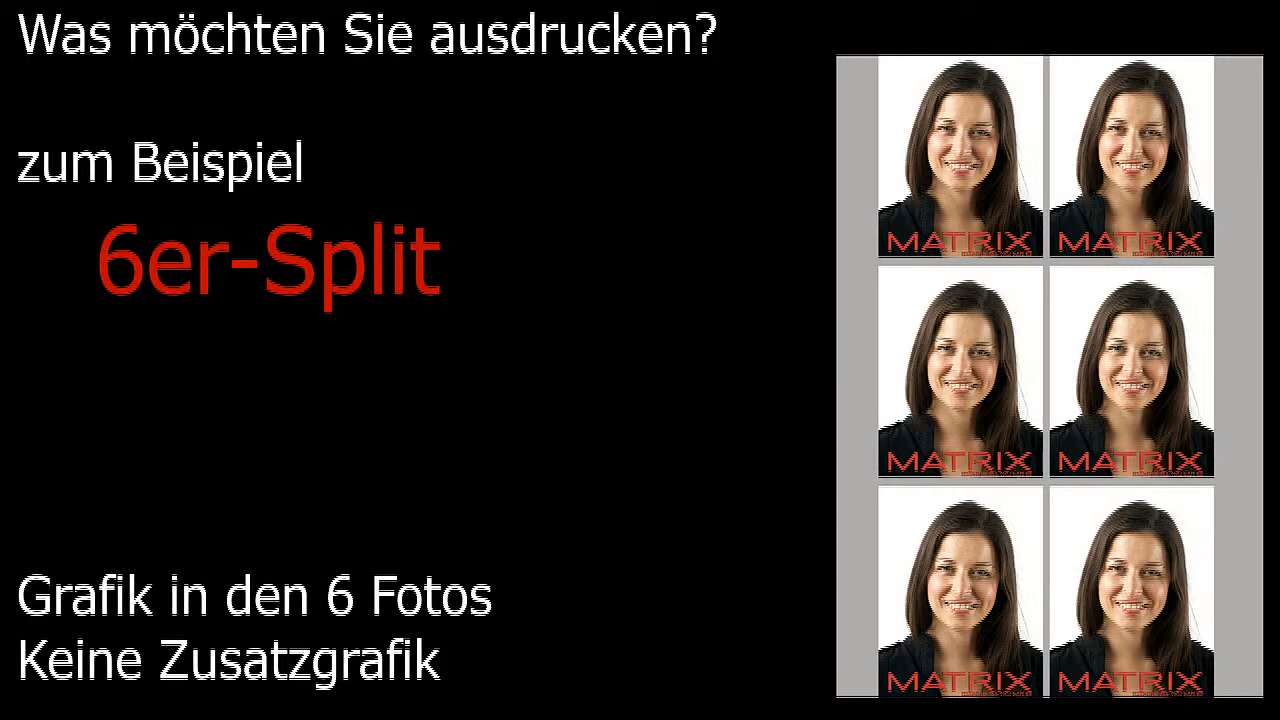 Was möchten Sie ausdrucken?
zum Beispiel
6er-Split
MATRIX MATRIX
MATRIX MATRIX
MATRIX MATRIX
Grafik in den 6 Fotos
Keine Zusatzgrafik